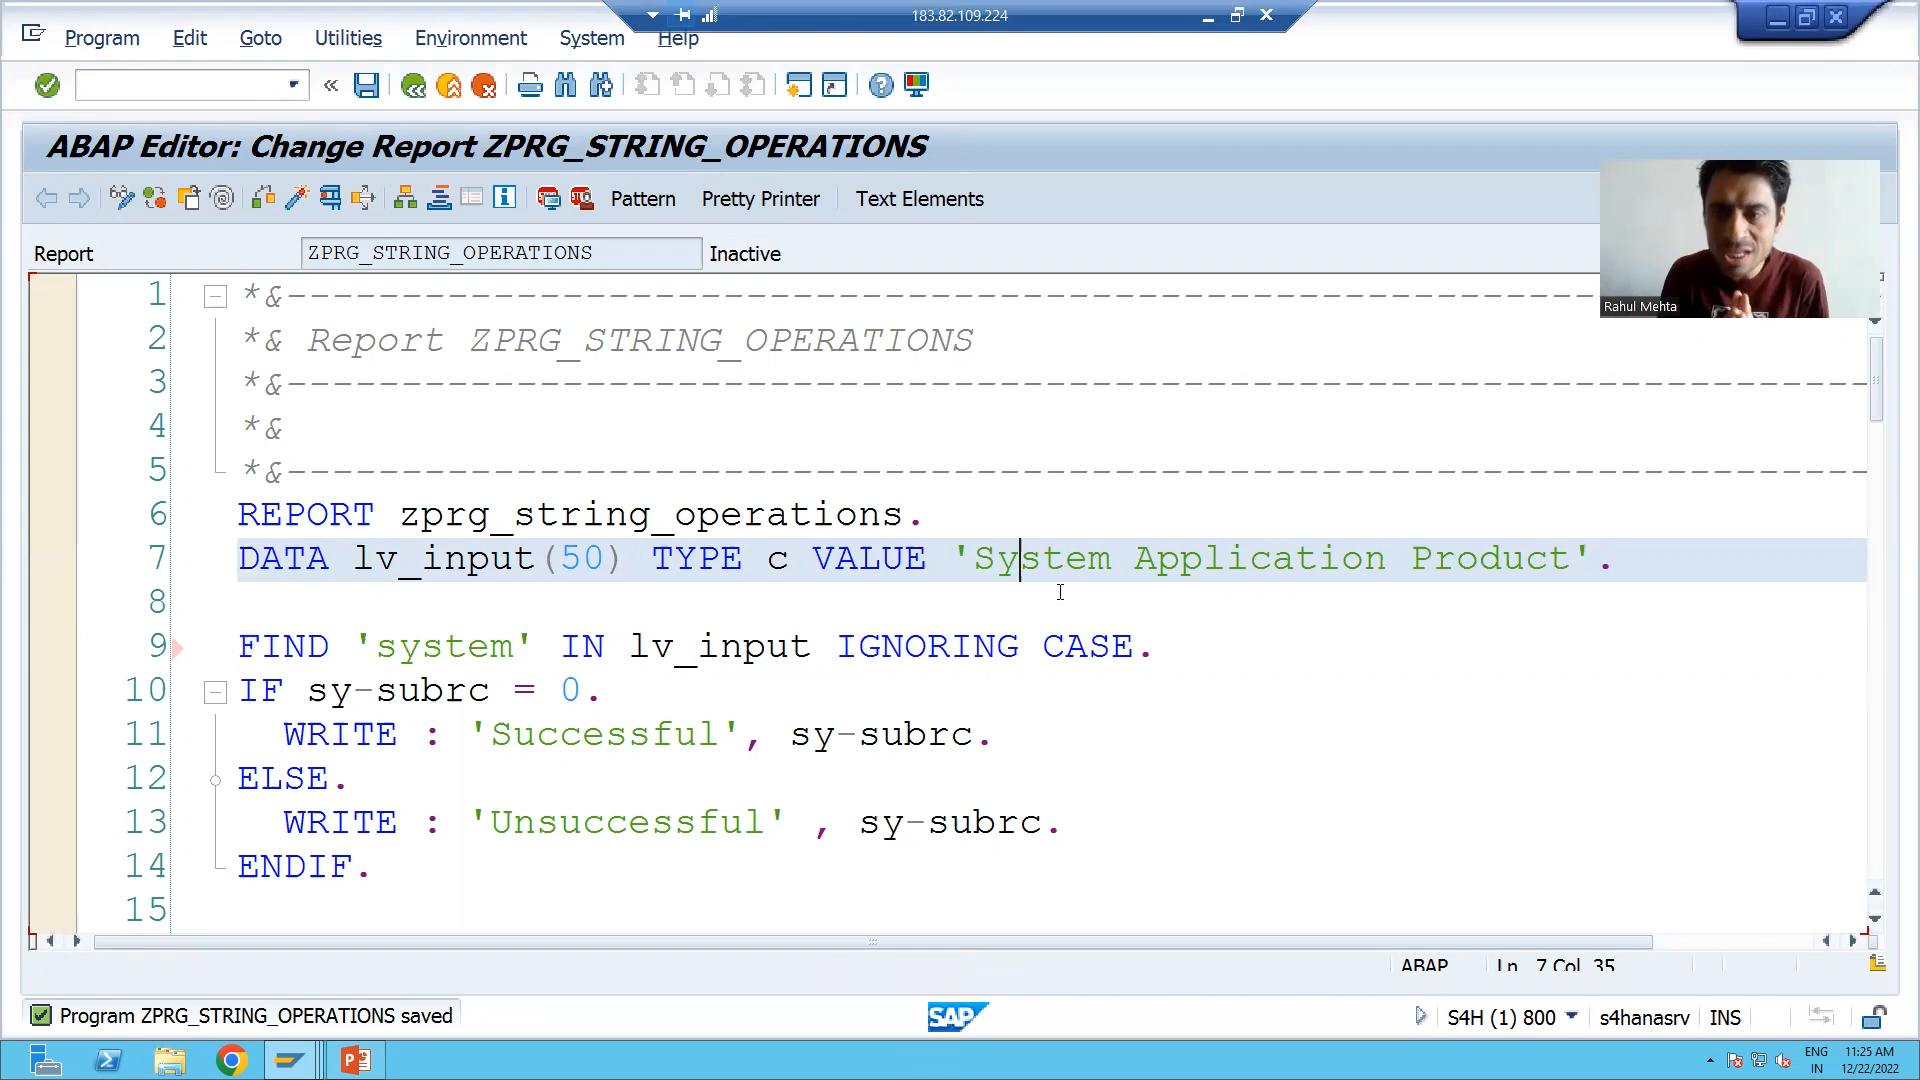 183.82.109.224
Program Edit Goto Utilities Environment System Help
ABAP Editor: Change Report ZPRG_STRING_OPERATIONS
Pattern Pretty Printer Text Elements
Report ZPRG_STRING_OPERATIONS Inactive
Rahul Mehta
1 *&---------------------------------------------------------------------
2 *& Report ZPRG_STRING_OPERATIONS
3 *&---------------------------------------------------------------------
4 *&
5 *&---------------------------------------------------------------------
6 REPORT zprg_string_operations.
7 DATA lv_input(50) TYPE c VALUE 'System Application Product'.
8
9 FIND 'system' IN lv_input IGNORING CASE.
10 IF sy-subrc = 0.
11 WRITE : 'Successful', sy-subrc.
12 ELSE.
13 WRITE : 'Unsuccessful' , sy-subrc.
14 ENDIF.
15
ABAP Ln 7 Col 35
Program ZPRG_STRING_OPERATIONS saved
SAP
S4H (1) 800 s4hanasrv INS
ENG 11:25 AM
IN 12/22/2022